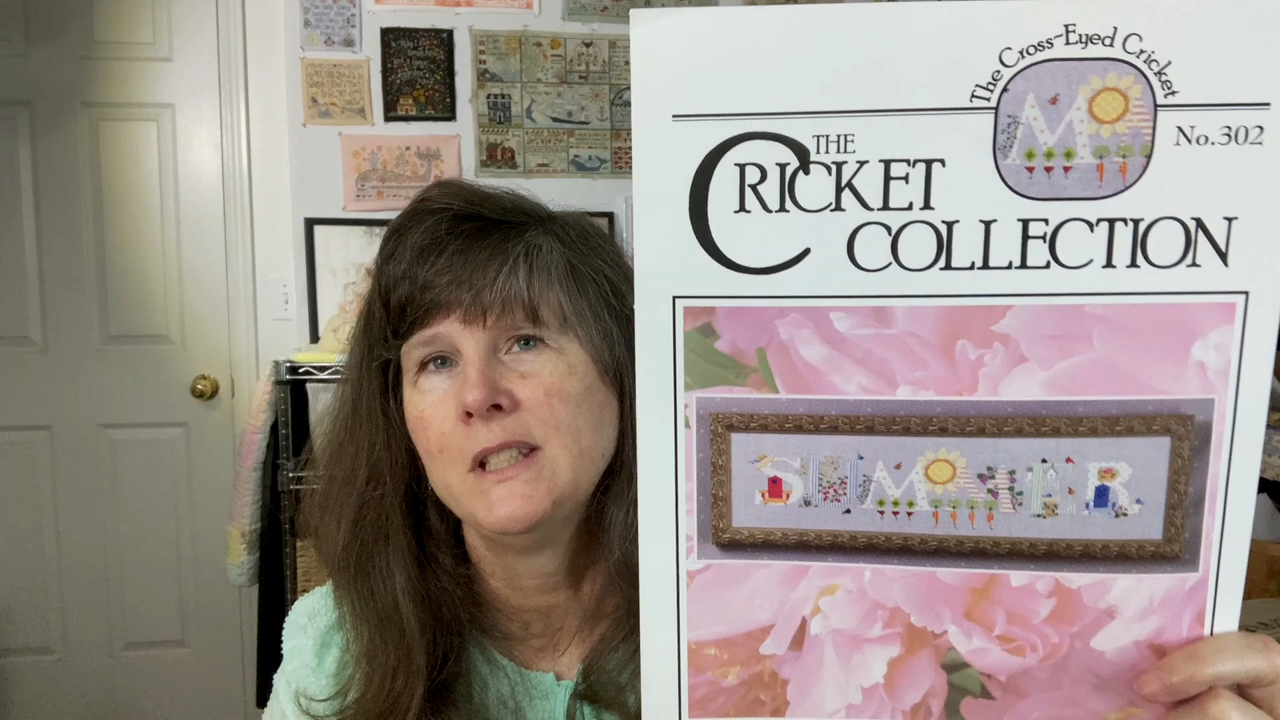 The Cross-Eyed Cricket
No.302
THE
CRICKET
COLLECTION
SUMMER